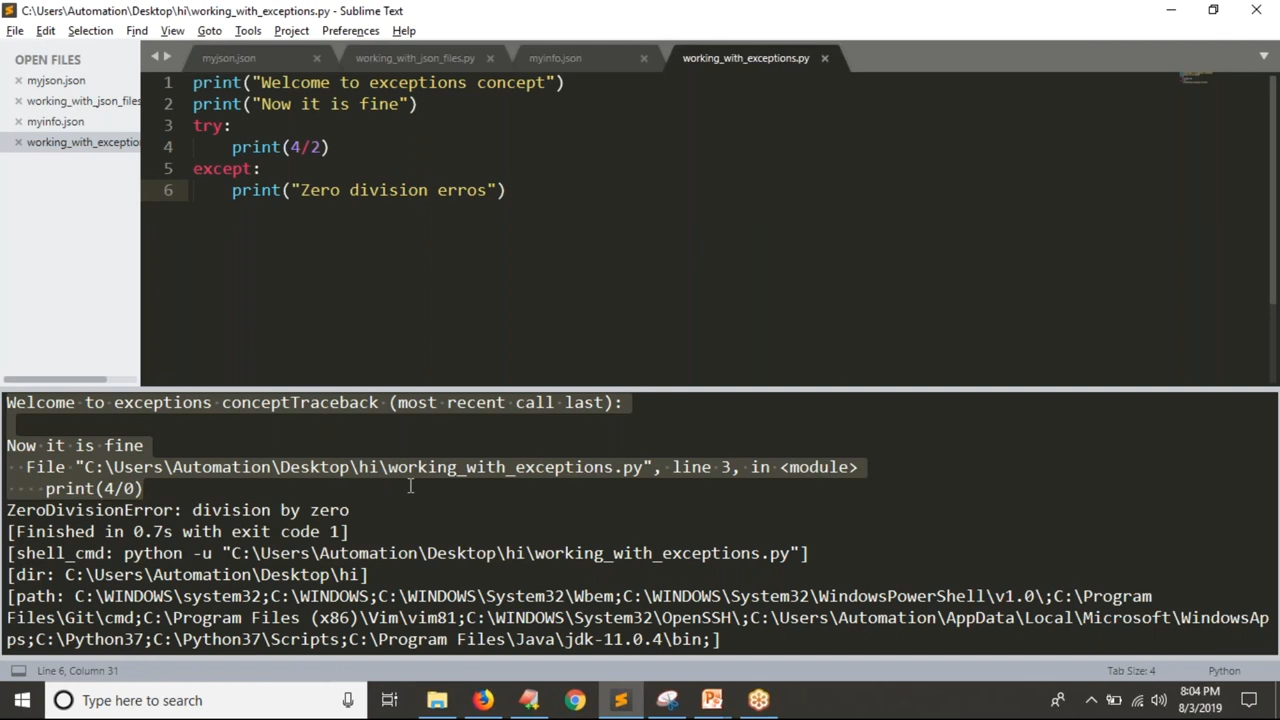 C:\Users\Automation\Desktop\hi\working_with_exceptions.py - Sublime Text
File Edit Selection Find View Goto Tools Project Preferences Help
OPEN FILES
myjson.json
working_with_json_files
myinfo.json
working_with_exceptio
myjson.json working_with_json_files.py myinfo.json working_with_exceptions.py
1 print("Welcome to exceptions concept")
2 print("Now it is fine")
3 try:
4     print(4/2)
5 except:
6     print("Zero division erros")
Welcome to exceptions conceptTraceback (most recent call last):
Now it is fine
  File "C:\Users\Automation\Desktop\hi\working_with_exceptions.py", line 3, in <module>
    print(4/0)
ZeroDivisionError: division by zero
[Finished in 0.7s with exit code 1]
[shell_cmd: python -u "C:\Users\Automation\Desktop\hi\working_with_exceptions.py"]
[dir: C:\Users\Automation\Desktop\hi]
[path: C:\WINDOWS\system32;C:\WINDOWS;C:\WINDOWS\System32\Wbem;C:\WINDOWS\System32\WindowsPowerShell\v1.0\;C:\Program
Files\Git\cmd;C:\Program Files (x86)\Vim\vim81;C:\WINDOWS\System32\OpenSSH\;C:\Users\Automation\AppData\Local\Microsoft\WindowsAp
ps;C:\Python37;C:\Python37\Scripts;C:\Program Files\Java\jdk-11.0.4\bin;]
Line 6, Column 31 Tab Size: 4 Python
Type here to search
8:04 PM
8/3/2019